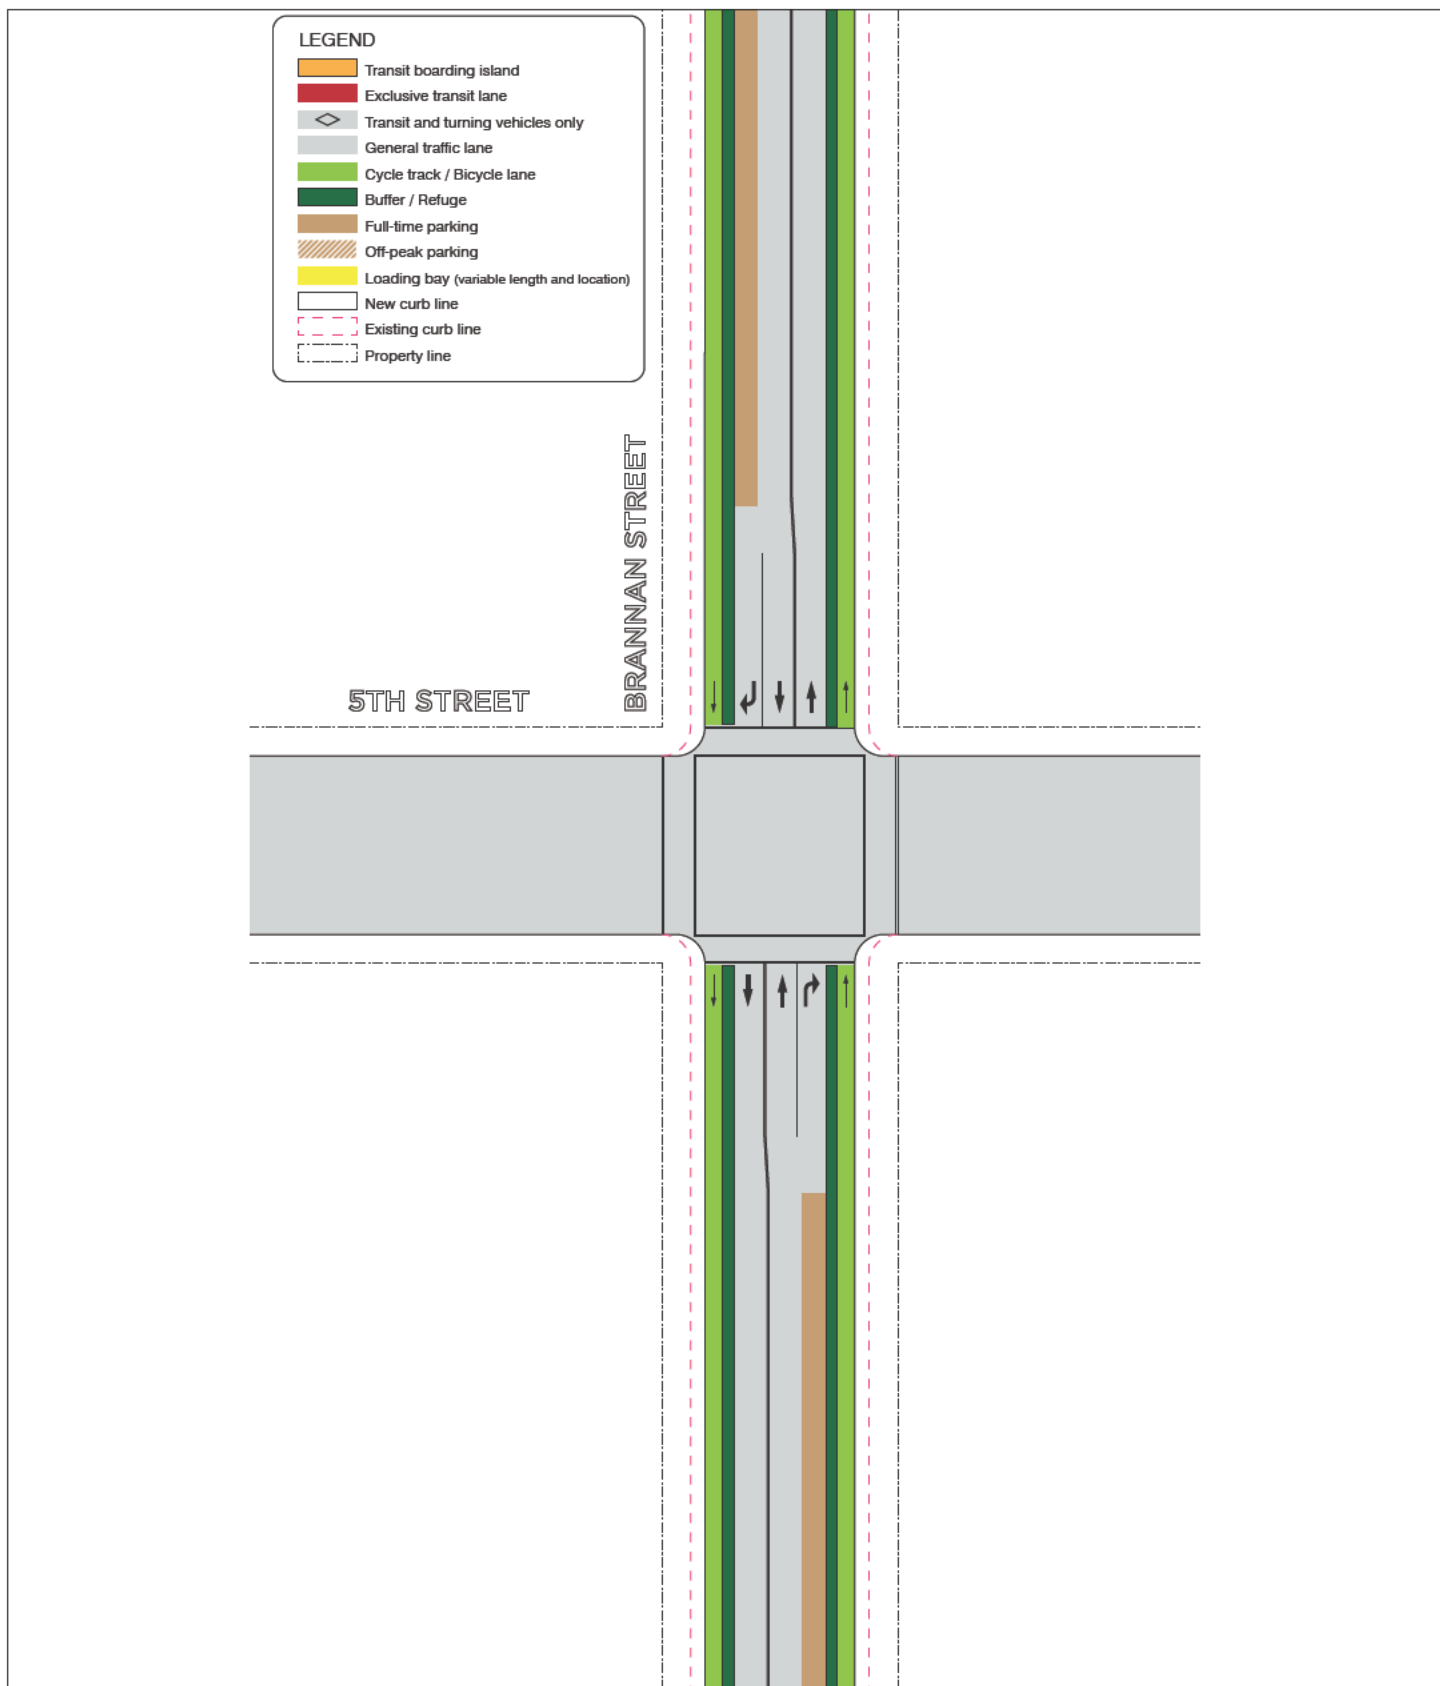 LEGEND
Transit boarding island
Exclusive transit lane
Transit and turning vehicles only
General traffic lane
Cycle track / Bicycle lane
Buffer / Refuge
Full-time parking
Off-peak parking
Loading bay (variable length and location)
New curb line
Existing curb line
Property line
BRANNAN STREET
5TH STREET